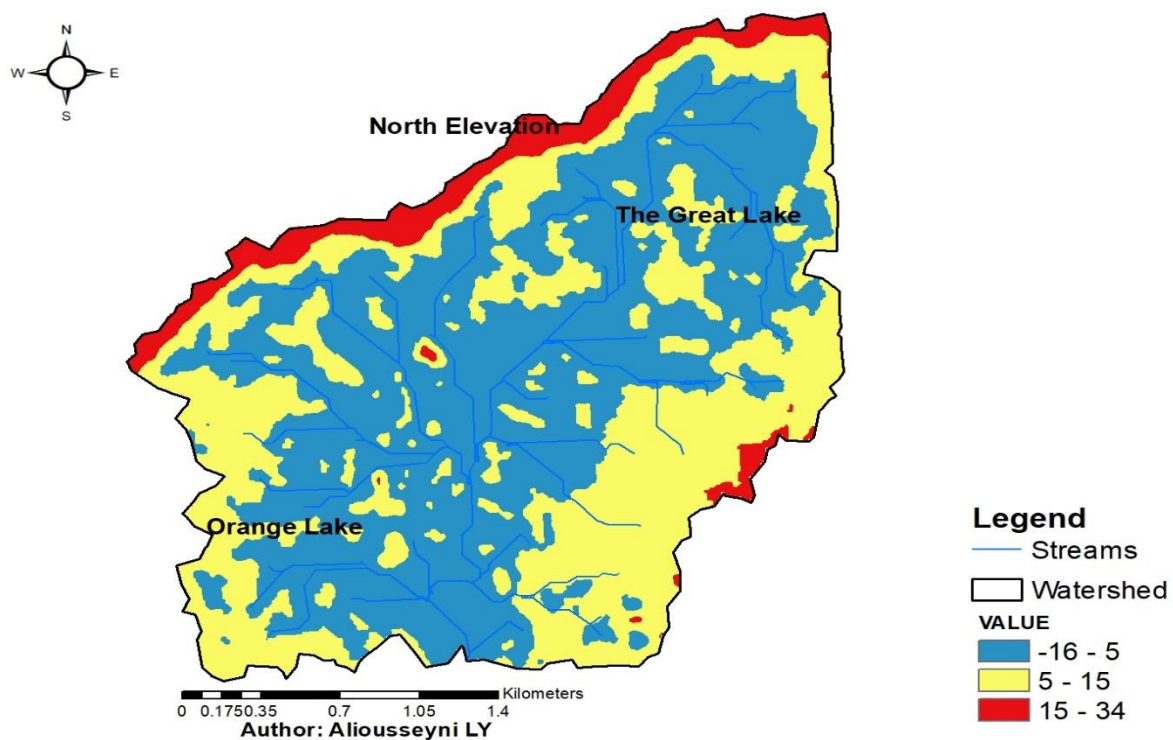 N
W E
S
North Elevation
The Great Lake
Orange Lake
Legend
Streams
Watershed
VALUE
-16 - 5
5 - 15
15 - 34
Kilometers
0 0.175 0.35 0.7 1.05 1.4
Author: Aliousseyni LY